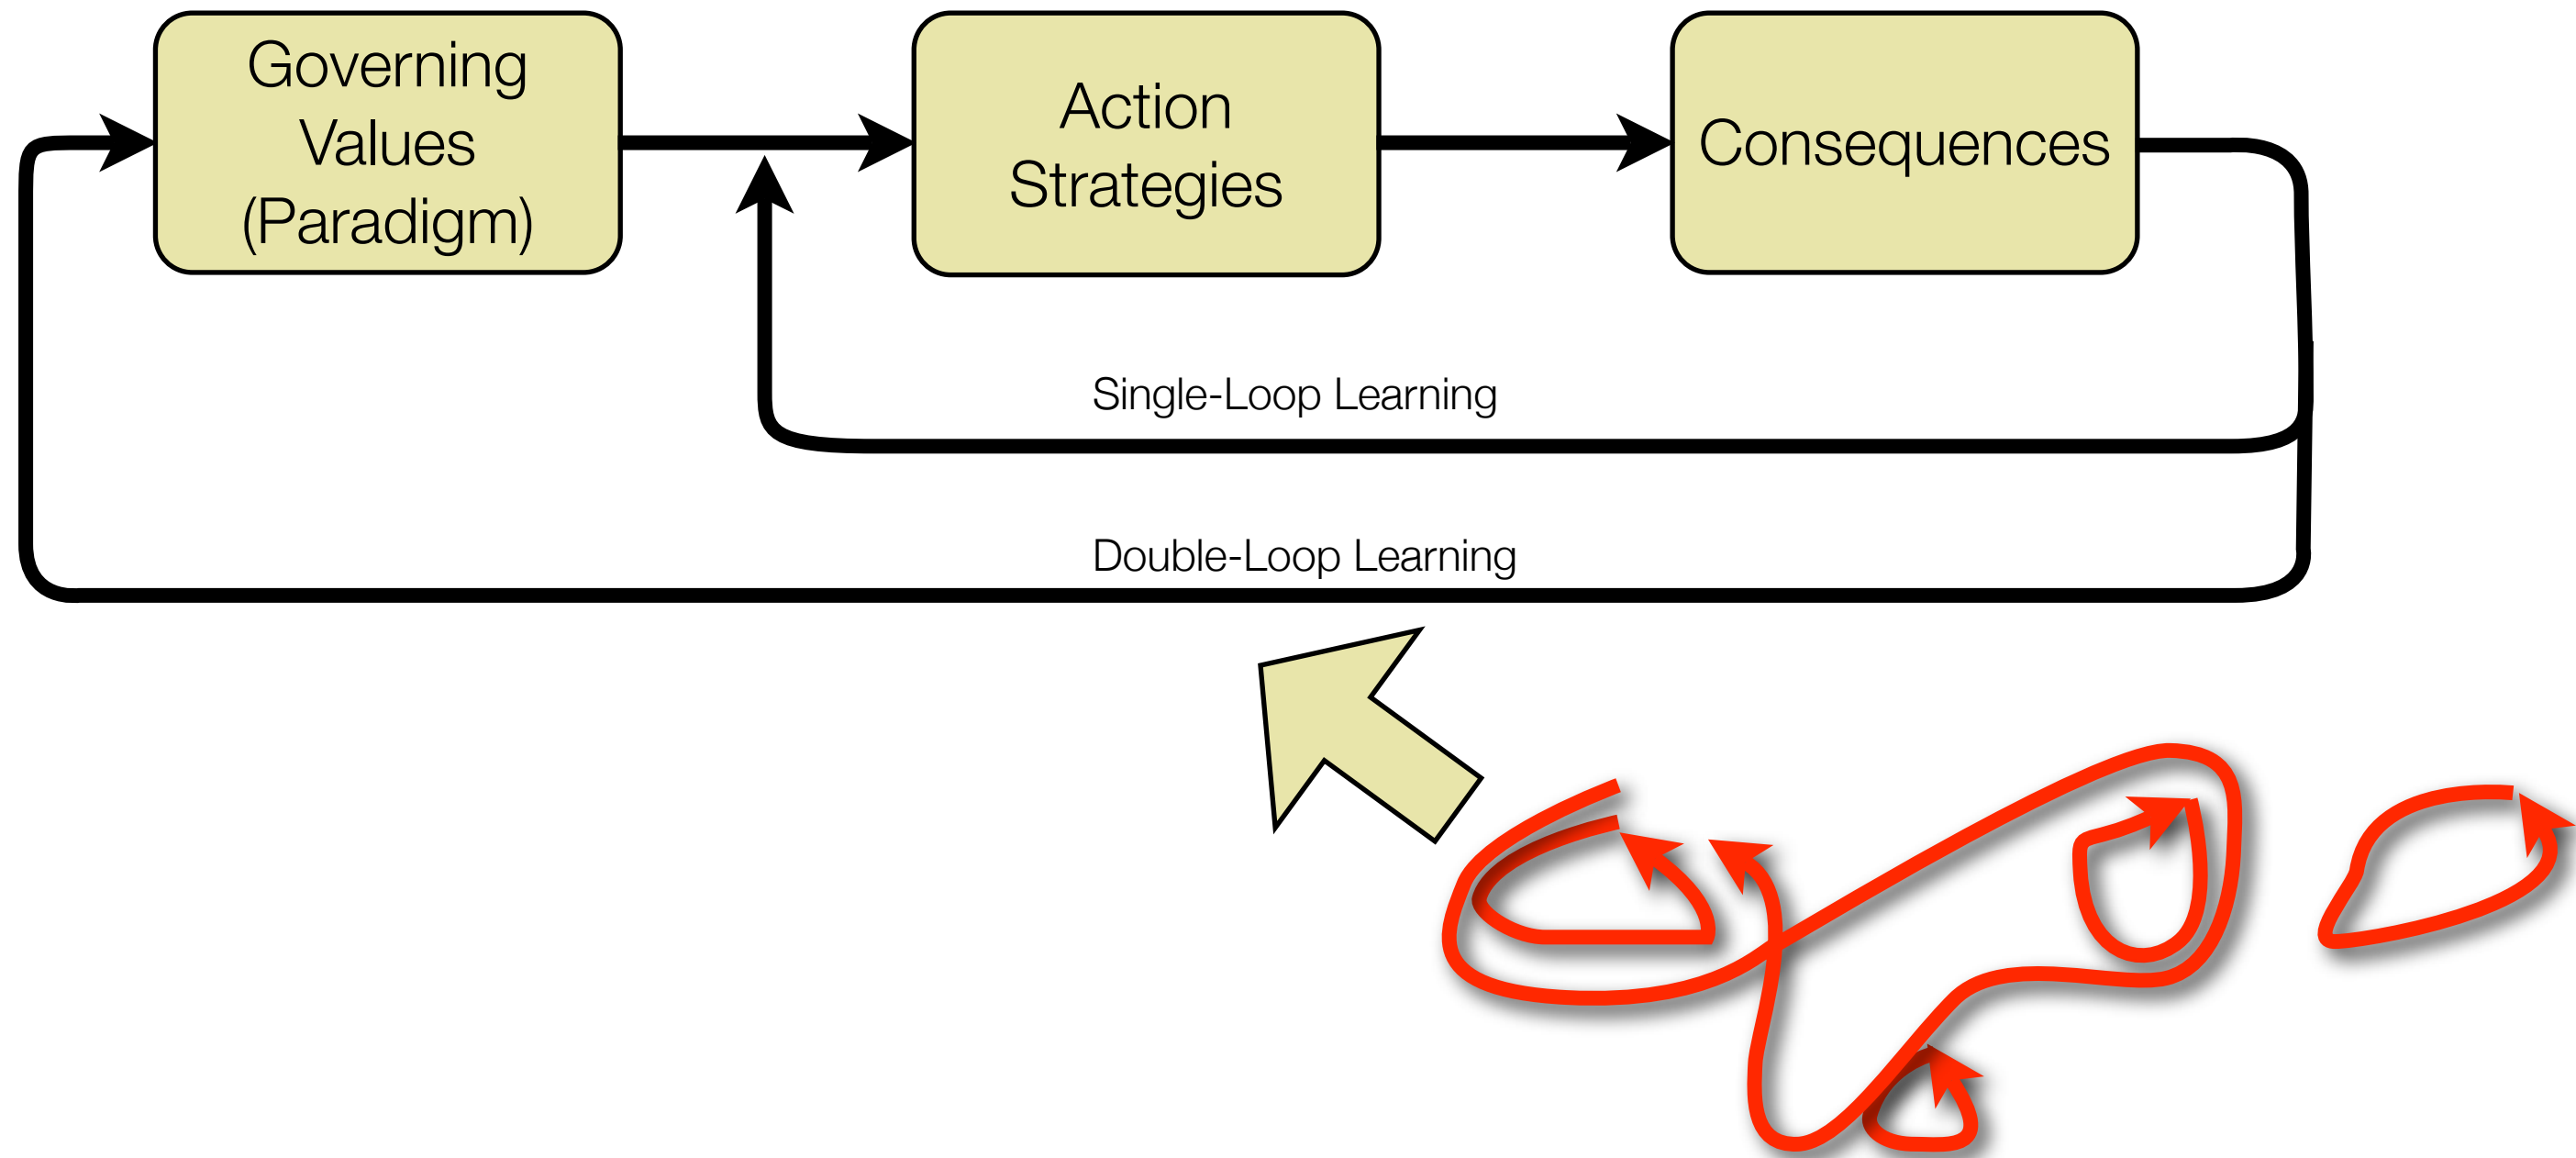 Governing
Values
(Paradigm)
Action
Strategies
Consequences
Single-Loop Learning
Double-Loop Learning